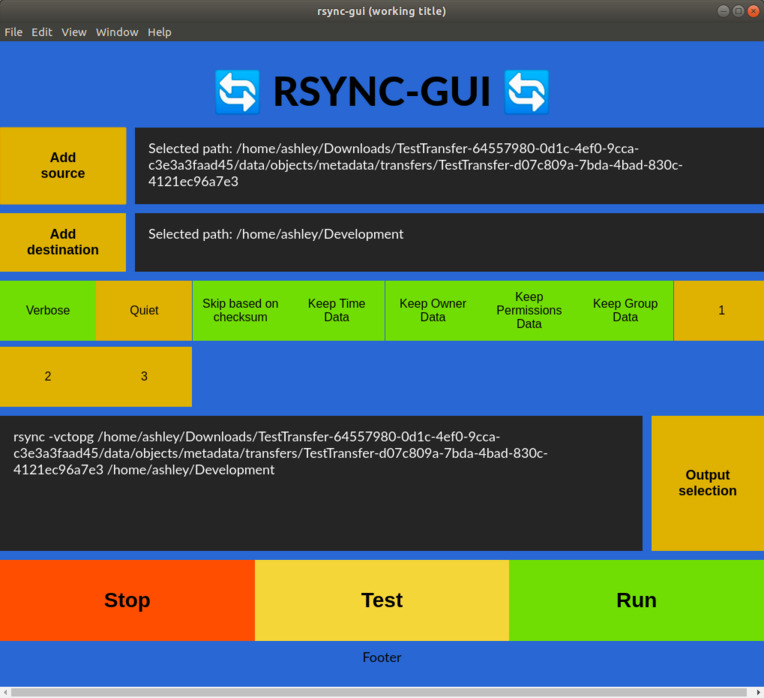 rsync-gui (working title)
File Edit View Window Help
RSYNC-GUI
Add
source
Selected path: /home/ashley/Downloads/TestTransfer-64557980-0d1c-4ef0-9cca-
c3e3a3faad45/data/objects/metadata/transfers/TestTransfer-d07c809a-7bda-4bad-830c-
4121ec96a7e3
Add
destination
Selected path: /home/ashley/Development
Verbose
Quiet
Skip based on
checksum
Keep Time
Data
Keep Owner
Data
Keep
Permissions
Data
Keep Group
Data
1
2
3
rsync -vctopg /home/ashley/Downloads/TestTransfer-64557980-0d1c-4ef0-9cca-
c3e3a3faad45/data/objects/metadata/transfers/TestTransfer-d07c809a-7bda-4bad-830c-
4121ec96a7e3 /home/ashley/Development
Output
selection
Stop
Test
Run
Footer